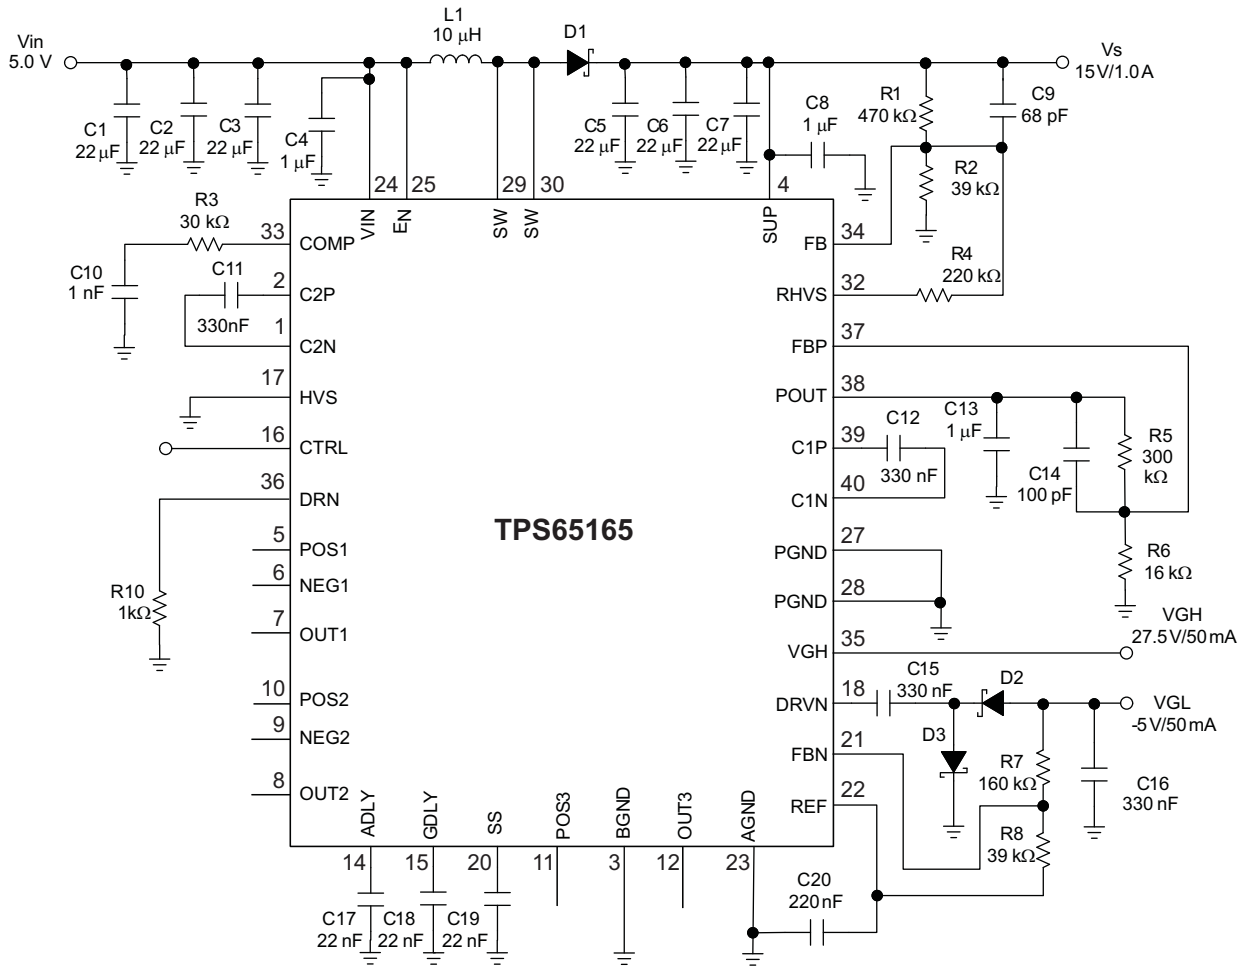 L1
10 µH
D1
Vin
5.0 V
Vs
15V/1.0A
C1
22 µF
C2
22 µF
C3
22 µF
C4
1 µF
C5
22 µF
C6
22 µF
C7
22 µF
C8
1 µF
R1
470 kΩ
C9
68 pF
R2
39 kΩ
24
25
29
30
4
VIN
EN
SW
SW
SUP
R3
30 kΩ
33
COMP
34
FB
C10
1 nF
C11
330nF
2
C2P
R4
220 kΩ
32
RHVS
1
C2N
37
FBP
17
HVS
38
POUT
16
CTRL
C12
330 nF
39
C1P
C13
1 µF
C14
100 pF
R5
300
kΩ
36
DRN
40
C1N
TPS65165
5
POS1
27
PGND
6
NEG1
R10
1kΩ
28
PGND
R6
16 kΩ
7
OUT1
35
VGH
VGH
27.5V/50mA
10
POS2
18
DRVN
C15
330 nF
D2
VGL
-5V/50mA
9
NEG2
21
FBN
D3
R7
160 kΩ
8
OUT2
22
REF
C16
330 nF
R8
39 kΩ
ADLY
GDLY
SS
POS3
BGND
OUT3
AGND
14
15
20
11
3
12
23
C17
22 nF
C18
22 nF
C19
22 nF
C20
220nF